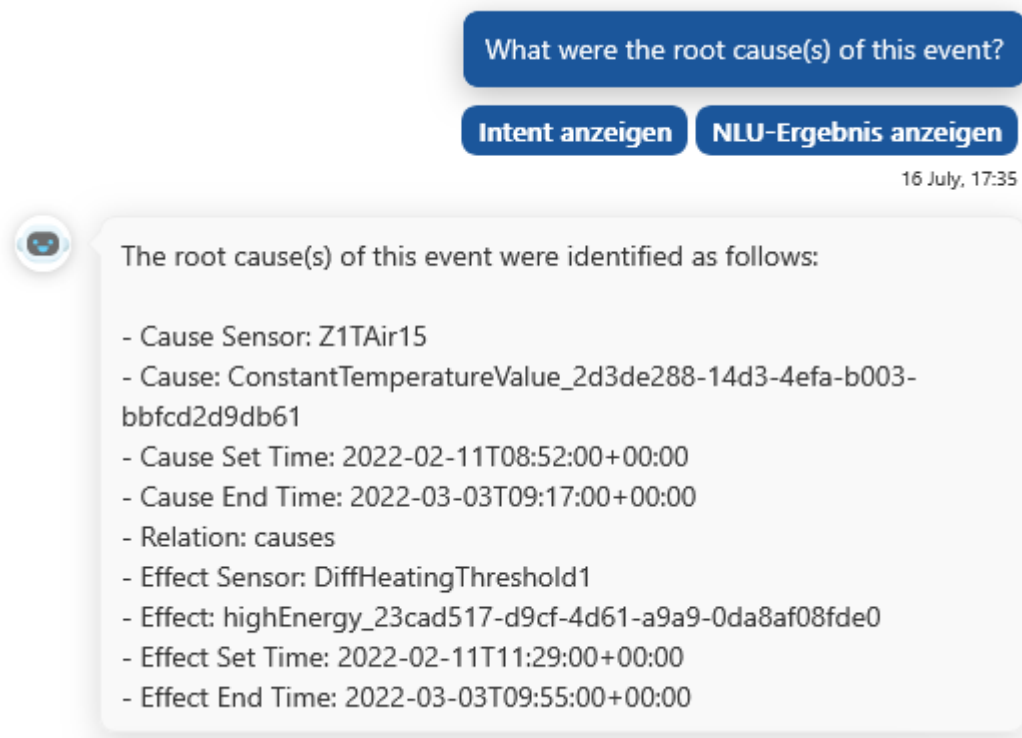 What were the root cause(s) of this event?
Intent anzeigen NLU-Ergebnis anzeigen
16 July, 17:35
The root cause(s) of this event were identified as follows:
- Cause Sensor: Z1TAir15
- Cause: ConstantTemperatureValue_2d3de288-14d3-4efa-b003-
bbfcd2d9db61
- Cause Set Time: 2022-02-11T08:52:00+00:00
- Cause End Time: 2022-03-03T09:17:00+00:00
- Relation: causes
- Effect Sensor: DiffHeatingThreshold1
- Effect: highEnergy_23cad517-d9cf-4d61-a9a9-0da8af08fde0
- Effect Set Time: 2022-02-11T11:29:00+00:00
- Effect End Time: 2022-03-03T09:55:00+00:00